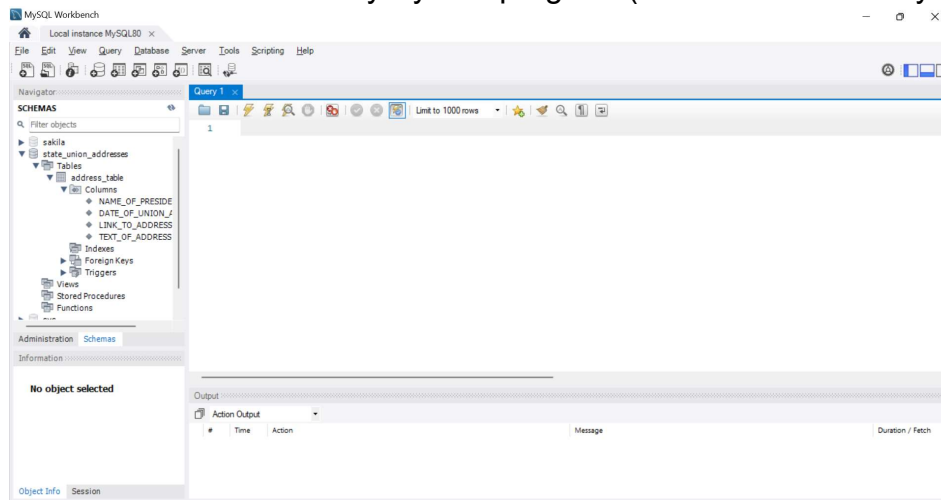 MySQL Workbench
Local instance MySQL80 ×
File Edit View Query Database Server Tools Scripting Help
Navigator
Query 1 ×
SCHEMAS
Limit to 1000 rows
Filter objects
1
sakila
state_union_addresses
Tables
address_table
Columns
NAME_OF_PRESIDE
DATE_OF_UNION_A
LINK_TO_ADDRESS
TEXT_OF_ADDRESS
Indexes
Foreign Keys
Triggers
Views
Stored Procedures
Functions
Administration Schemas
Information
No object selected
Output
Action Output
# Time Action Message Duration / Fetch
Object Info Session